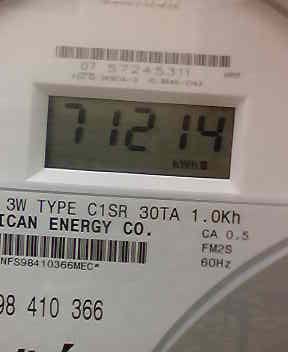 07 57245311
71214
kWh
3W TYPE C1SR 30TA 1.0Kh
ICAN ENERGY CO.
CA 0.5
FM2S
60Hz
NFS98410366MEC*
98 410 366